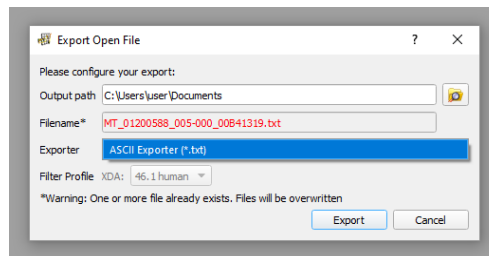 Export Open File
Please configure your export:
Output path C:\Users\user\Documents
Filename* MT_01200588_005-000_00B41319.txt
Exporter ASCII Exporter (*.txt)
Filter Profile XDA: 46.1 human
*Warning: One or more file already exists. Files will be overwritten
Export Cancel